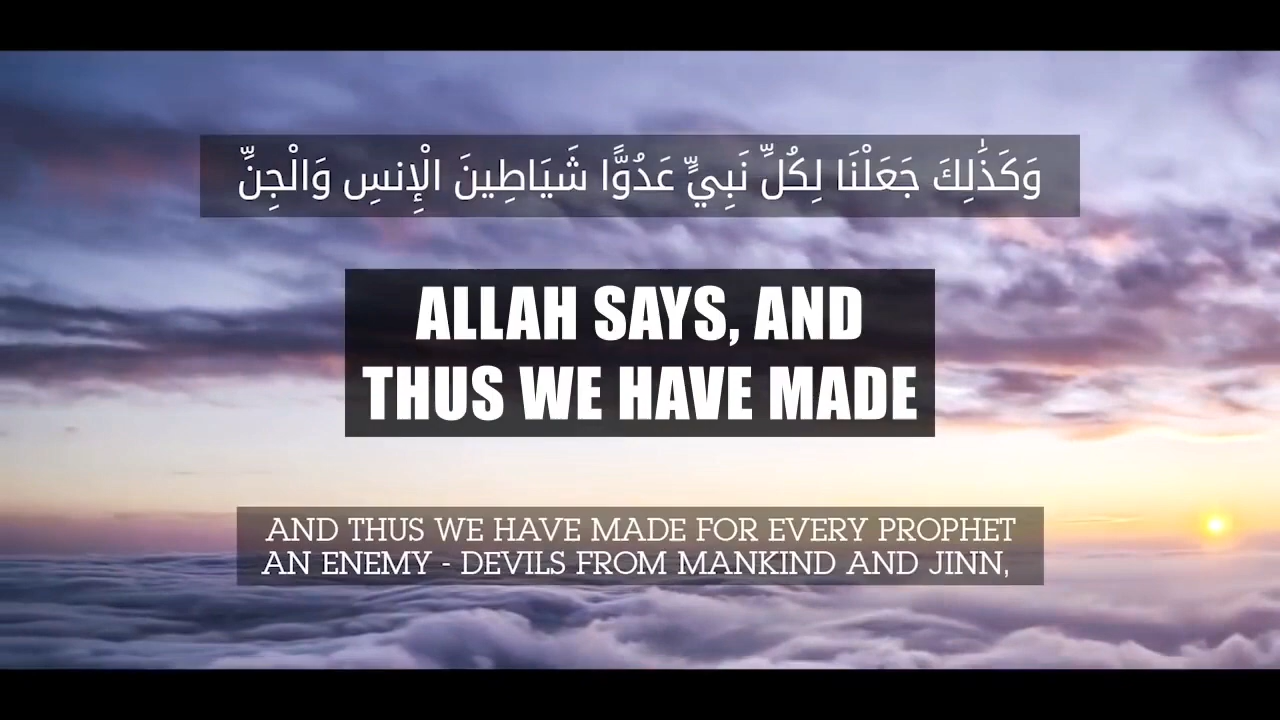 وَكَذَٰلِكَ جَعَلْنَا لِكُلِّ نَبِيٍّ عَدُوًّا شَيَاطِينَ الْإِنسِ وَالْجِنِّ
ALLAH SAYS, AND
THUS WE HAVE MADE
AND THUS WE HAVE MADE FOR EVERY PROPHET
AN ENEMY - DEVILS FROM MANKIND AND JINN,